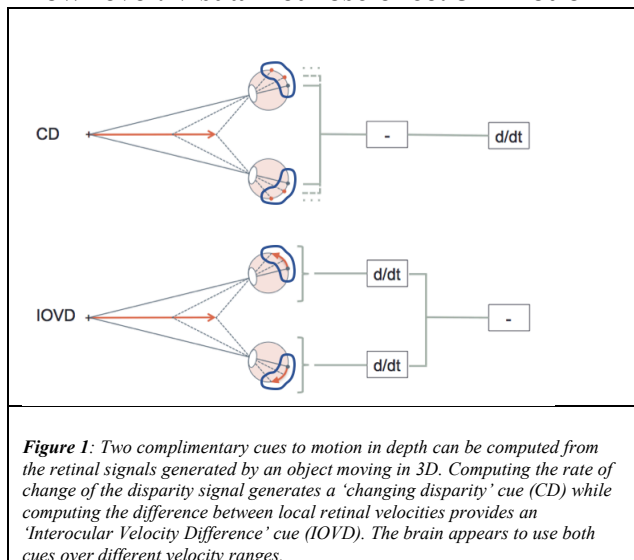 CD
-
d/dt
IOVD
d/dt
-
d/dt
Figure 1: Two complimentary cues to motion in depth can be computed from
the retinal signals generated by an object moving in 3D. Computing the rate of
change of the disparity signal generates a ‘changing disparity’ cue (CD) while
computing the difference between local retinal velocities provides an
‘Interocular Velocity Difference’ cue (IOVD). The brain appears to use both
cues over different velocity ranges.